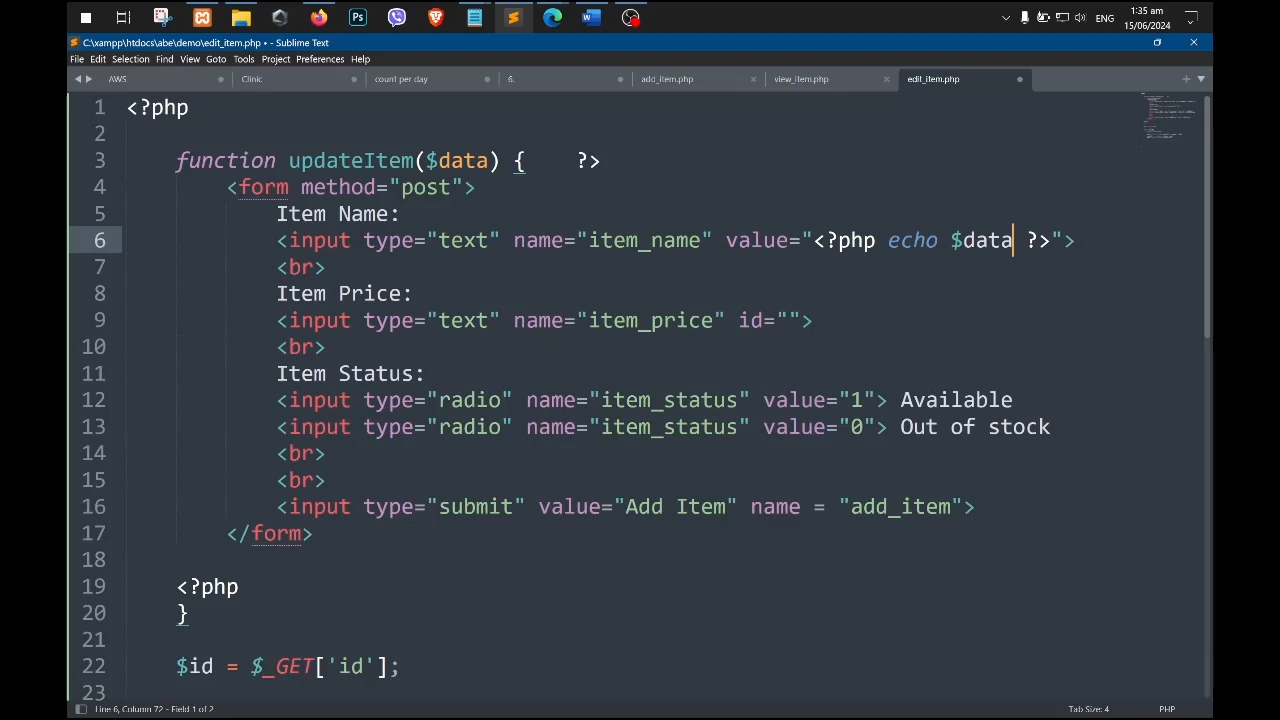 1:35 am
ENG
15/06/2024
Ps
C:\xampp\htdocs\abe\demo\edit_item.php • - Sublime Text
File Edit Selection Find View Goto Tools Project Preferences Help
AWS Clinic count per day 6. add_item.php view_item.php edit_item.php
1 <?php
2
3 function updateItem($data) { ?>
4 <form method="post">
5 Item Name:
6 <input type="text" name="item_name" value="<?php echo $data ?>">
7 <br>
8 Item Price:
9 <input type="text" name="item_price" id="">
10 <br>
11 Item Status:
12 <input type="radio" name="item_status" value="1"> Available
13 <input type="radio" name="item_status" value="0"> Out of stock
14 <br>
15 <br>
16 <input type="submit" value="Add Item" name = "add_item">
17 </form>
18
19 <?php
20 }
21
22 $id = $_GET['id'];
23
Line 6, Column 72 - Field 1 of 2 Tab Size: 4 PHP